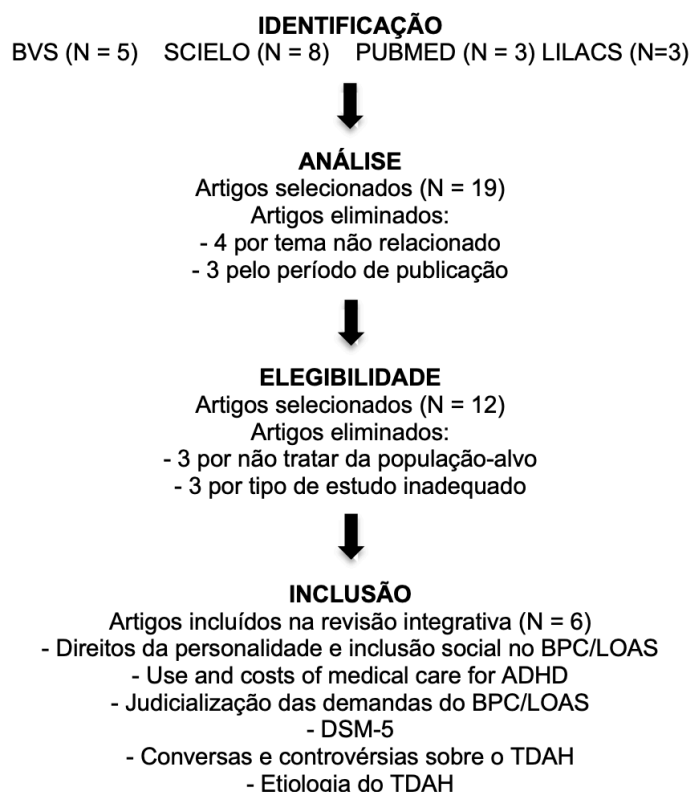 IDENTIFICAÇÃO
BVS (N = 5) SCIELO (N = 8) PUBMED (N = 3) LILACS (N=3)
ANÁLISE
Artigos selecionados (N = 19)
Artigos eliminados:
- 4 por tema não relacionado
- 3 pelo período de publicação
ELEGIBILIDADE
Artigos selecionados (N = 12)
Artigos eliminados:
- 3 por não tratar da população-alvo
- 3 por tipo de estudo inadequado
INCLUSÃO
Artigos incluídos na revisão integrativa (N = 6)
- Direitos da personalidade e inclusão social no BPC/LOAS
- Use and costs of medical care for ADHD
- Judicialização das demandas do BPC/LOAS
- DSM-5
- Conversas e controvérsias sobre o TDAH
- Etiologia do TDAH